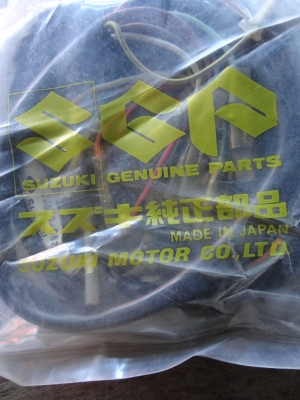 SGP
SUZUKI GENUINE PARTS
スズキ純正部品
MADE IN JAPAN
SUZUKI MOTOR CO.,LTD.